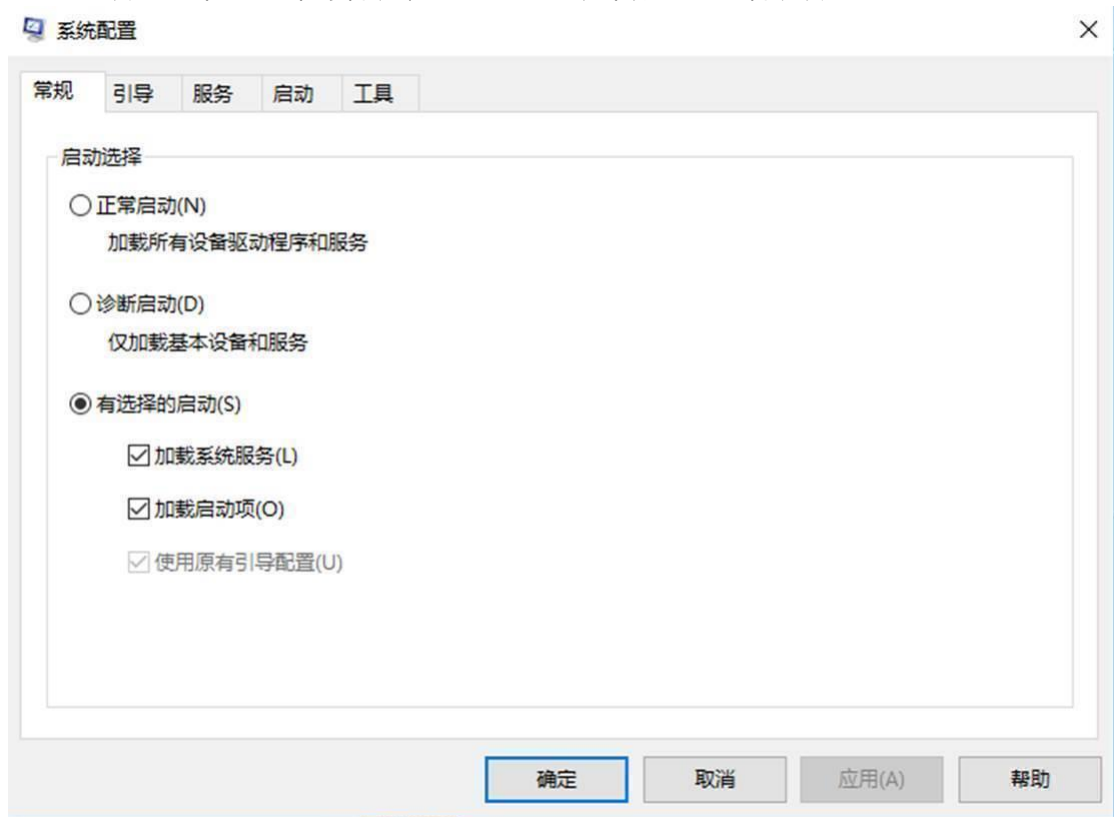 系统配置
常规 引导 服务 启动 工具
启动选择
正常启动(N)
加载所有设备驱动程序和服务
诊断启动(D)
仅加载基本设备和服务
有选择的启动(S)
加载系统服务(L)
加载启动项(O)
使用原有引导配置(U)
确定 取消 应用(A) 帮助